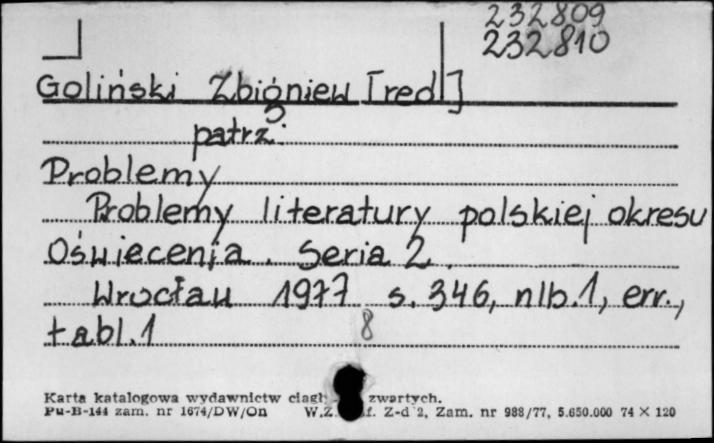 232809
232810
Goliński Zbigniew [red]
patrz:
Problemy
Problemy literatury polskiej okresu
Oświecenia. Seria 2.
Wrocław 1977 s. 346, nlb.1, err.,
tabl.1 8
Karta katalogowa wydawnictw ciągł zwartych.
Pu-B-144 zam. nr 1674/DW/On W.Z. f. Z-d 2, Zam. nr 988/77, 5.650.000 74 × 120